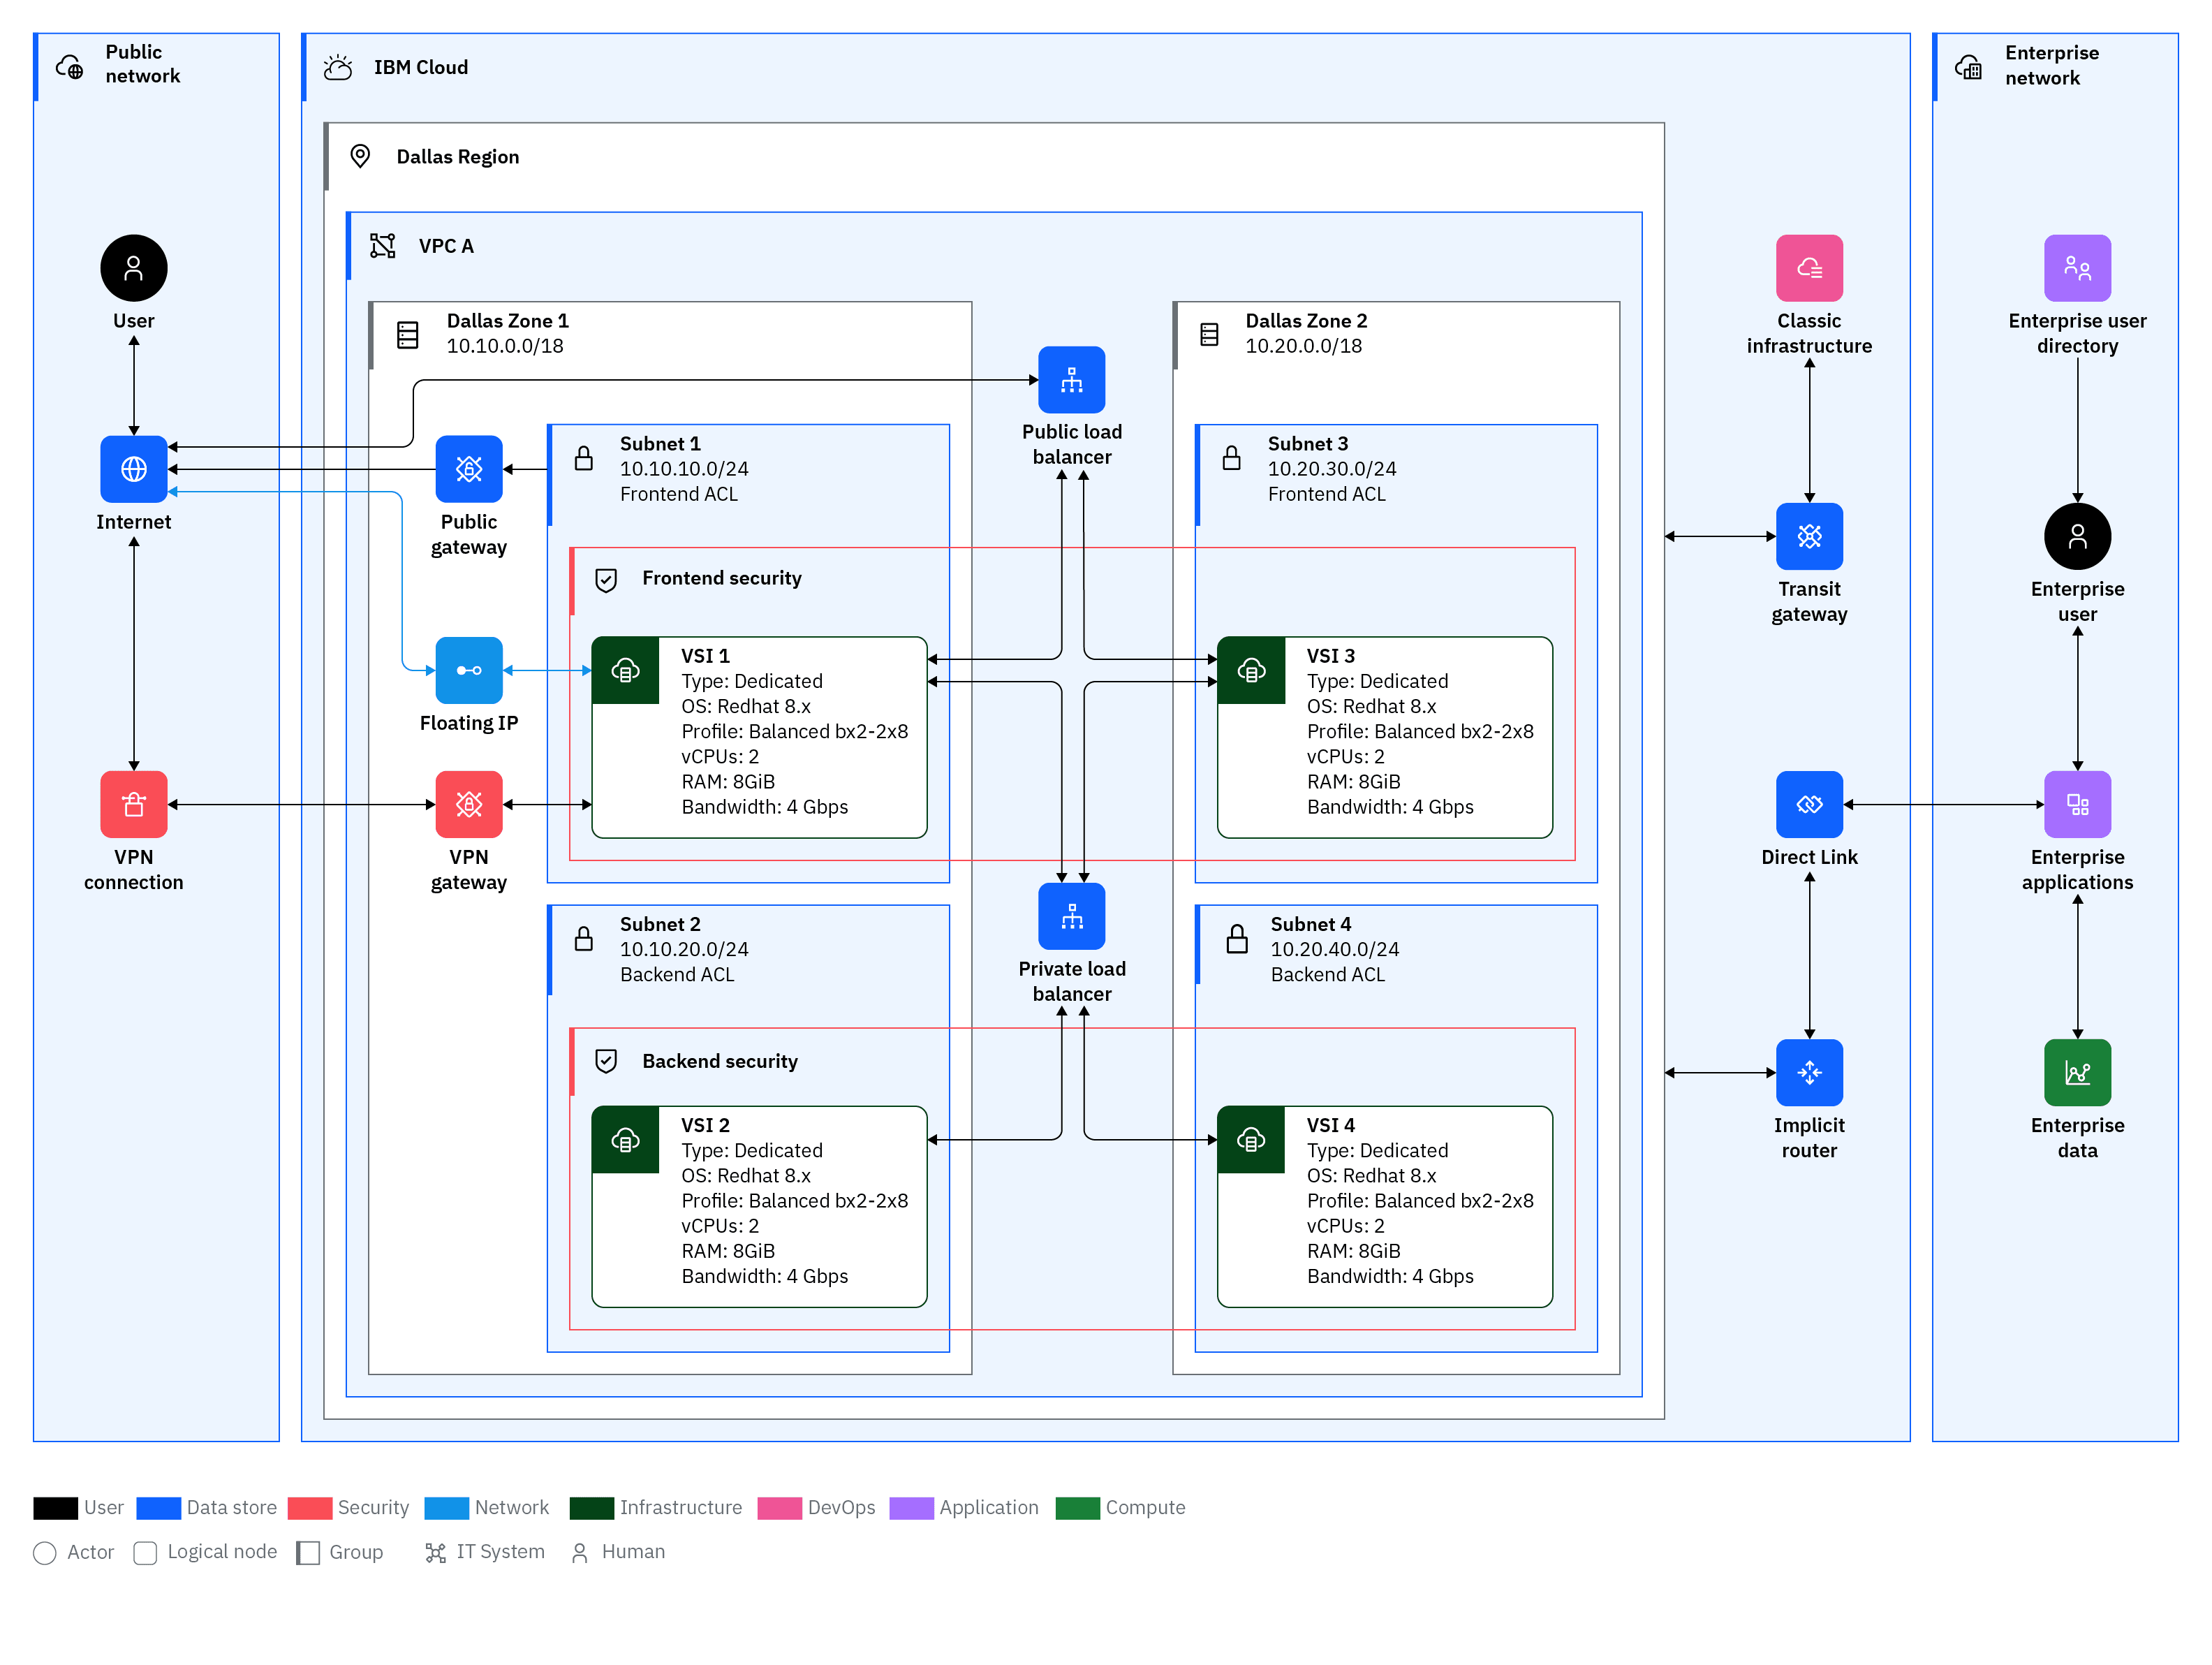 Public
network
IBM Cloud
Enterprise
network
Dallas Region
VPC A
User
Internet
VPN
connection
Dallas Zone 1
10.10.0.0/18
Public
gateway
Floating IP
VPN
gateway
Subnet 1
10.10.10.0/24
Frontend ACL
Frontend security
VSI 1
Type: Dedicated
OS: Redhat 8.x
Profile: Balanced bx2-2x8
vCPUs: 2
RAM: 8GiB
Bandwidth: 4 Gbps
Subnet 2
10.10.20.0/24
Backend ACL
Backend security
VSI 2
Type: Dedicated
OS: Redhat 8.x
Profile: Balanced bx2-2x8
vCPUs: 2
RAM: 8GiB
Bandwidth: 4 Gbps
Public load
balancer
Private load
balancer
Dallas Zone 2
10.20.0.0/18
Subnet 3
10.20.30.0/24
Frontend ACL
VSI 3
Type: Dedicated
OS: Redhat 8.x
Profile: Balanced bx2-2x8
vCPUs: 2
RAM: 8GiB
Bandwidth: 4 Gbps
Subnet 4
10.20.40.0/24
Backend ACL
VSI 4
Type: Dedicated
OS: Redhat 8.x
Profile: Balanced bx2-2x8
vCPUs: 2
RAM: 8GiB
Bandwidth: 4 Gbps
Classic
infrastructure
Transit
gateway
Direct Link
Implicit
router
Enterprise user
directory
Enterprise
user
Enterprise
applications
Enterprise
data
User Data store Security Network Infrastructure DevOps Application Compute
Actor Logical node Group IT System Human